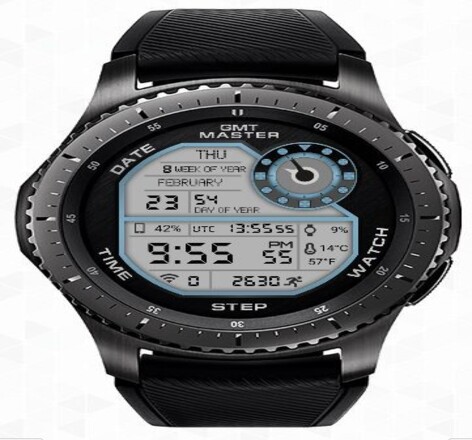 55
05
50
10
45
15
40
20
35
25
30
GMT
MASTER
DATE
THU
8 WEEK OF YEAR
FEBRUARY
23 54
DAY OF YEAR
42% UTC 13:55 55 9%
9:55 PM 55 14°C
57°F
0 2630
TIME
WATCH
STEP